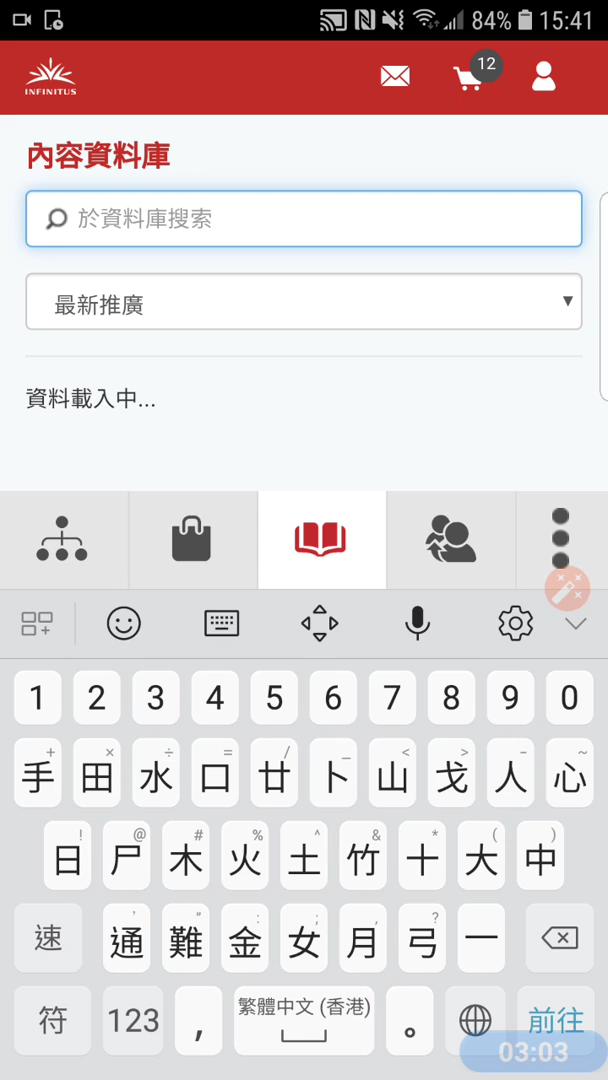 84% 15:41
INFINITUS
12
內容資料庫
於資料庫搜索
最新推廣
資料載入中...
1 2 3 4 5 6 7 8 9 0
+ × ÷ = / _ < > - ~
手 田 水 口 廿 卜 山 戈 人 心
! @ # % ^ & * ( )
日 尸 木 火 土 竹 十 大 中
' " : ; , ?
速 通 難 金 女 月 弓 一
符 123 , 繁體中文 (香港) 。 前往
03:03